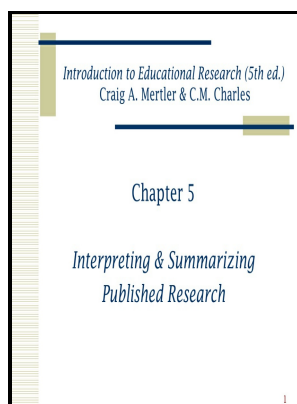 Introduction to Educational Research (5th ed.)
Craig A. Mertler & C.M. Charles
Chapter 5
Interpreting & Summarizing
Published Research
1